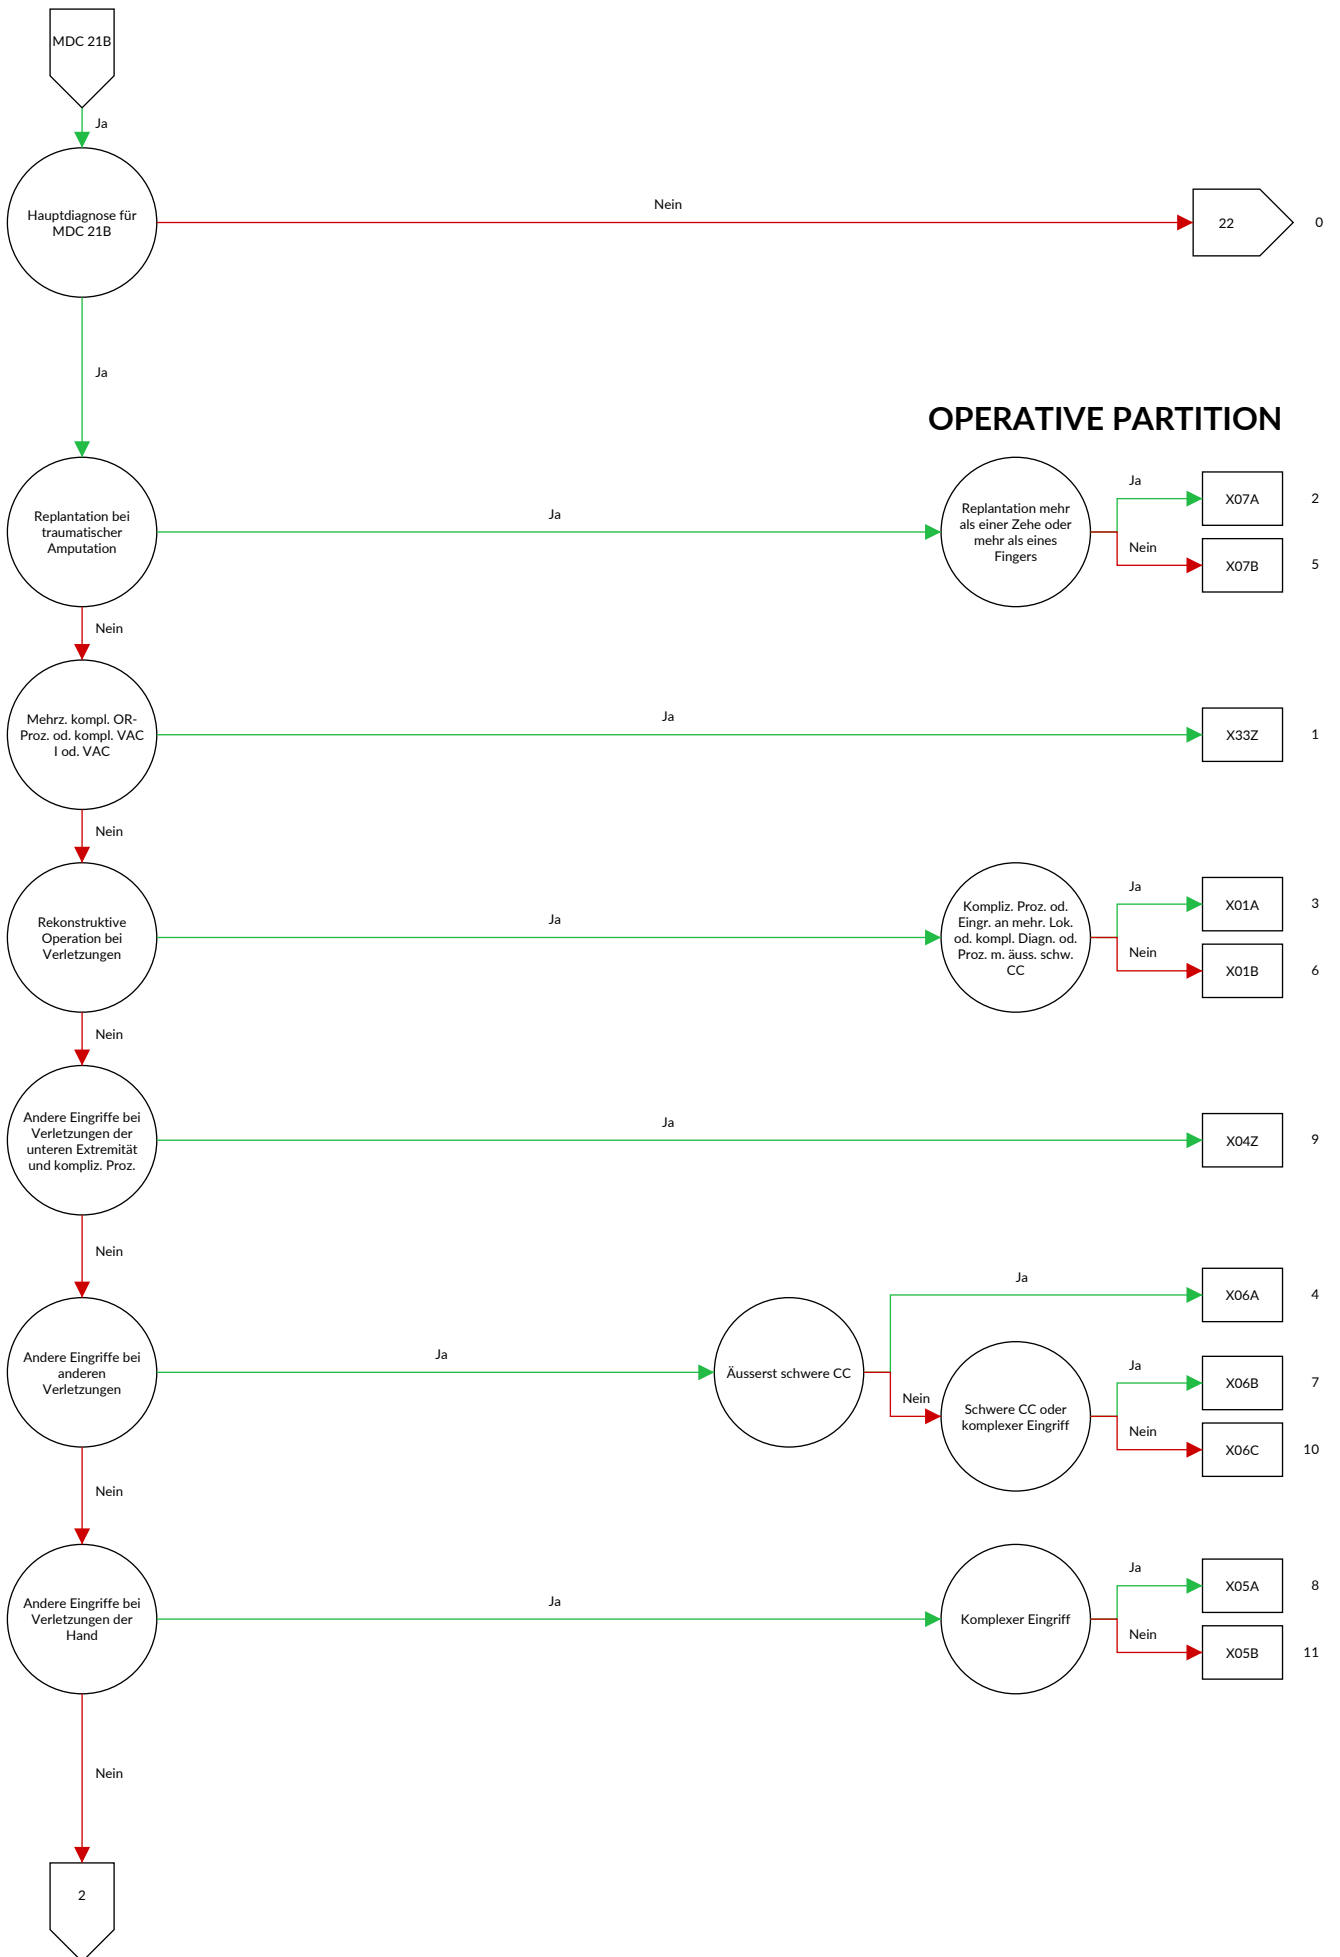 MDC 21B
Ja
Hauptdiagnose für
MDC 21B
Nein
22
0
Ja
OPERATIVE PARTITION
Replantation bei
traumatischer
Amputation
Ja
Replantation mehr
als einer Zehe oder
mehr als eines
Fingers
Ja
X07A
2
Nein
X07B
5
Nein
Mehrz. kompl. OR-
Proz. od. kompl. VAC
I od. VAC
Ja
X33Z
1
Nein
Rekonstruktive
Operation bei
Verletzungen
Ja
Kompliz. Proz. od.
Eingr. an mehr. Lok.
od. kompl. Diagn. od.
Proz. m. äuss. schw.
CC
Ja
X01A
3
Nein
X01B
6
Nein
Andere Eingriffe bei
Verletzungen der
unteren Extremität
und kompliz. Proz.
Ja
X04Z
9
Nein
Andere Eingriffe bei
anderen
Verletzungen
Ja
Äusserst schwere CC
Ja
X06A
4
Nein
Schwere CC oder
komplexer Eingriff
Ja
X06B
7
Nein
X06C
10
Nein
Andere Eingriffe bei
Verletzungen der
Hand
Ja
Komplexer Eingriff
Ja
X05A
8
Nein
X05B
11
Nein
2